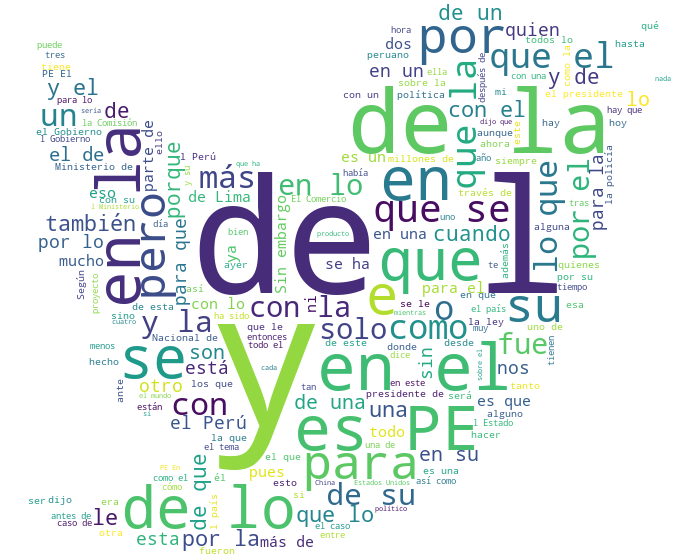 de un
qué
puede
hora
por
quien
todos lo
hasta
tres
dos
peruano
que el
como la
tiene
PE El
en un
ella
con una
nada
y el
para lo
sobre la
después de
y de
el presidente
lo
sería
con un
política
mi
un
de
de la
con el
la Comisión
dijo que
este
hay que
el Gobierno
parte de
ello
aunque
hay
hoy
l Gobierno
porque
l Perú
que la
ahora
el de
en la
pero
es un
millones de
año
siempre
para la
la policía
Ministerio de
y su
que ha
más
en lo
había
en
lo que
por el
eso
con su
de Lima
El Comercio
través de
tras
l Ministerio
para que
de
l
que se
uno
alguna
también
día
bien
Sin embargo
producto
en una
cuando
además
por lo
ya
quienes
mucho
Según
así
ayer
se ha
que
te
por su
proyecto
de esta
con lo
ni
e
para el
en que
tiempo
sino
ha sido
con
la
o
se le
el país
su
esa
cuatro
y la
que le
solo
mientras
como
la ley
uno de
menos
Nacional de
entonces
de este
donde
desde
muy
fue
hecho
se
son
todo el
y
en el
dice
sin
sobre el
nos
tienen
está
cada
ante
otro
los que
tan
en este
será
tanto
el mundo
de una
presidente de
es que
están
con
una
alguno
si
el Perú
es
PE
l Estado
la que
todo
hacer
el tema
una de
en su
PE En
de que
el que
para
como el
él
pues
esto
si
China
Estados Unidos
es una
cómo
así como
ser
dijo
era
de lo
l país
de su
antes de
le
político
caso de
que lo
otra
el caso
esta
por la
más de
entre
fueron